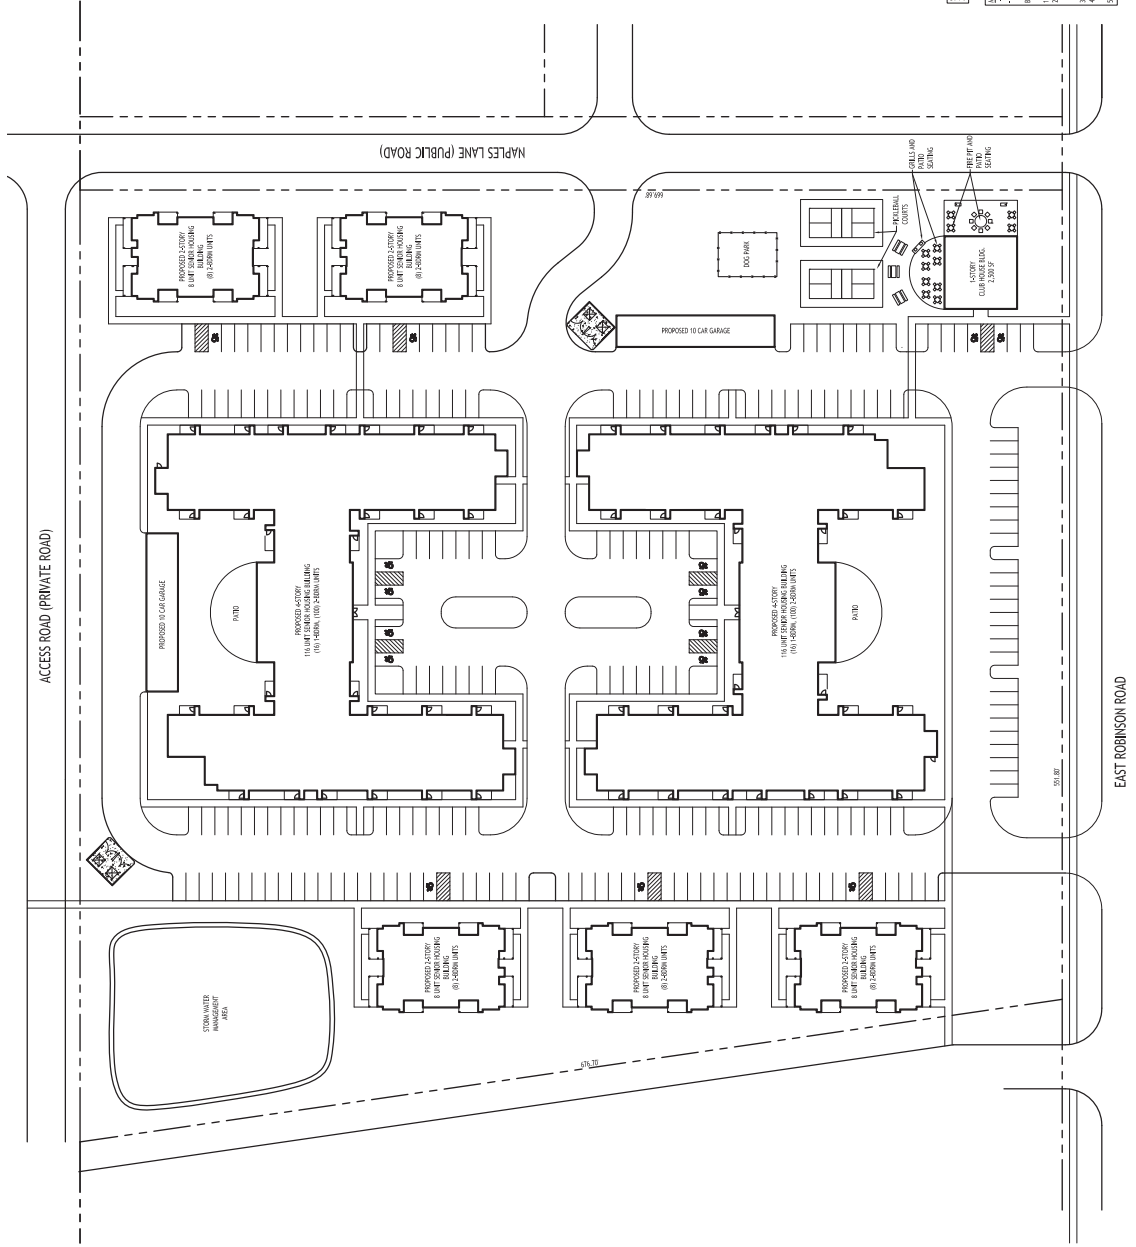 NAPLES LANE (PUBLIC ROAD)
669.68'
GRILLS AND
PATIO
SEATING
FIRE PIT AND
PATIO
SEATING
PICKLEBALL
COURTS
DOG PARK
1-STORY
CLUB HOUSE BLDG.
2,500 SF
PROPOSED 2-STORY
8 UNIT SENIOR HOUSING
BUILDING
(8) 2-BDRM UNITS
PROPOSED 2-STORY
8 UNIT SENIOR HOUSING
BUILDING
(8) 2-BDRM UNITS
PROPOSED 10 CAR GARAGE
ACCESS ROAD (PRIVATE ROAD)
PROPOSED 10 CAR GARAGE
PATIO
PROPOSED 4-STORY
116 UNIT SENIOR HOUSING BUILDING
(16) 1-BDRM, (100) 2-BDRM UNITS
PROPOSED 4-STORY
116 UNIT SENIOR HOUSING BUILDING
(16) 1-BDRM, (100) 2-BDRM UNITS
PATIO
EAST ROBINSON ROAD
551.80'
STORM WATER
MANAGEMENT
AREA
PROPOSED 2-STORY
8 UNIT SENIOR HOUSING
BUILDING
(8) 2-BDRM UNITS
PROPOSED 2-STORY
8 UNIT SENIOR HOUSING
BUILDING
(8) 2-BDRM UNITS
PROPOSED 2-STORY
8 UNIT SENIOR HOUSING
BUILDING
(8) 2-BDRM UNITS
676.70'